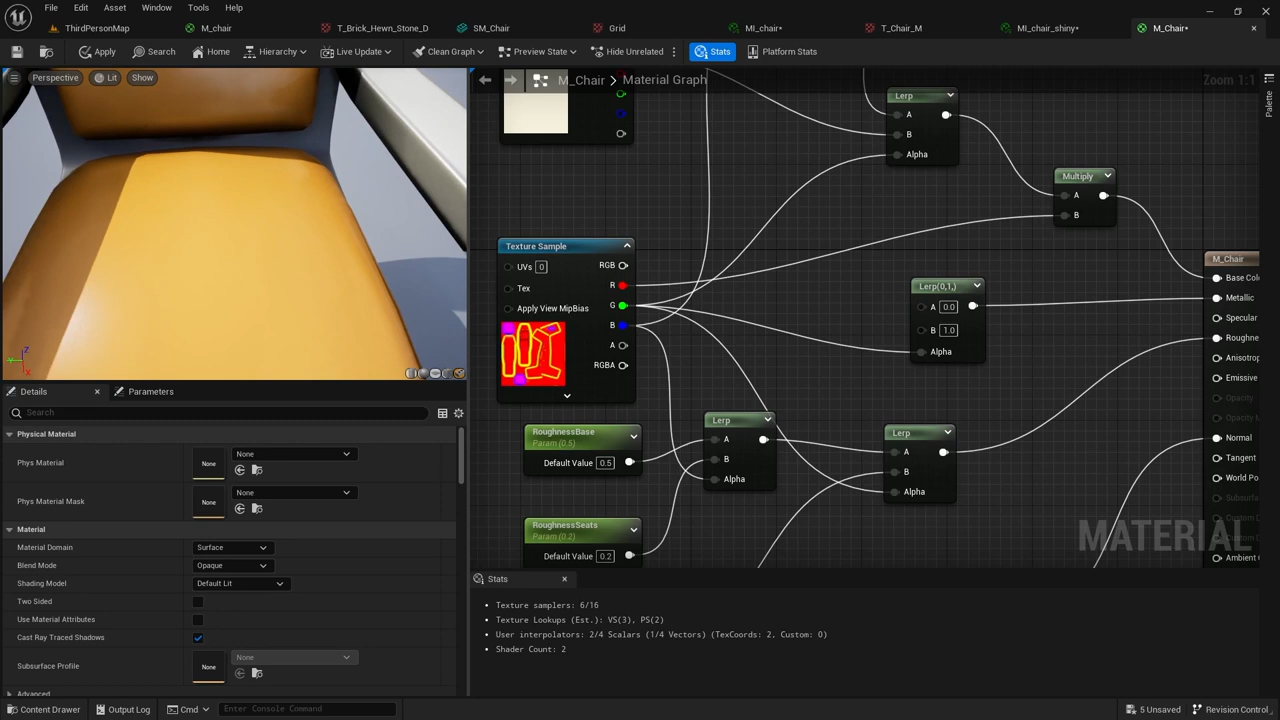 File Edit Asset Window Tools Help
ThirdPersonMap M_chair T_Brick_Hewn_Stone_D SM_Chair Grid MI_chair* T_Chair_M MI_chair_shiny* M_Chair*
Apply Search Home Hierarchy Live Update Clean Graph Preview State Hide Unrelated Stats Platform Stats
Perspective Lit Show
M_Chair > Material Graph
Zoom 1:1
Palette
Lerp
A
B
Alpha
Multiply
A
B
Texture Sample
UVs 0
Tex
Apply View MipBias
RGB
R
G
B
A
RGBA
Lerp(0,1,)
A 0.0
B 1.0
Alpha
M_Chair
Base Colo
Metallic
Specular
Roughne
Anisotrop
Emissive
Opacity
Opacity M
Normal
Tangent
World Po
Subsurfa
Custom D
Ambient O
RoughnessBase
Param (0.5)
Default Value 0.5
Lerp
A
B
Alpha
Lerp
A
B
Alpha
RoughnessSeats
Param (0.2)
Default Value 0.2
MATERIAL
Details Parameters
Search
Physical Material
Phys Material None None
Phys Material Mask None None
Material
Material Domain Surface
Blend Mode Opaque
Shading Model Default Lit
Two Sided
Use Material Attributes
Cast Ray Traced Shadows
Subsurface Profile None None
Advanced
Stats
Texture samplers: 6/16
Texture Lookups (Est.): VS(3), PS(2)
User interpolators: 2/4 Scalars (1/4 Vectors) (TexCoords: 2, Custom: 0)
Shader Count: 2
Content Drawer Output Log Cmd Enter Console Command 5 Unsaved Revision Control